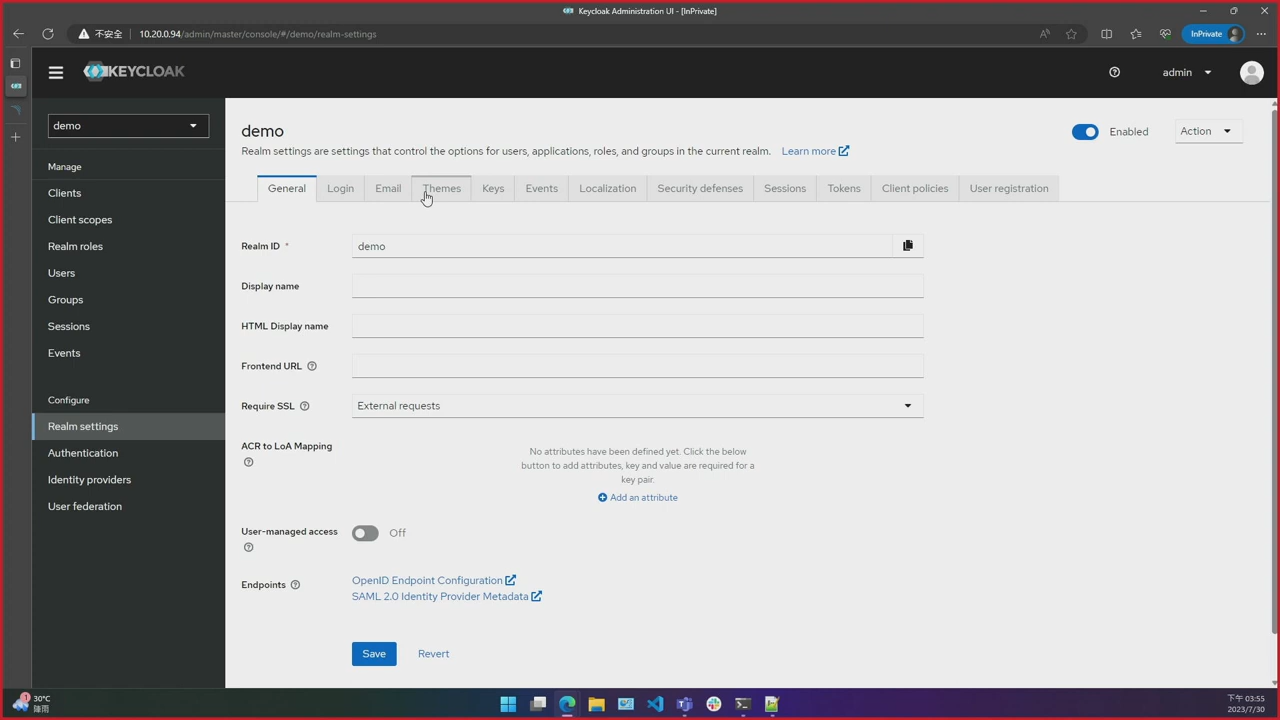 Keycloak Administration UI - [InPrivate]
不安全
10.20.0.94/admin/master/console/#/demo/realm-settings
InPrivate
KEYCLOAK
admin
demo
Manage
Clients
Client scopes
Realm roles
Users
Groups
Sessions
Events
Configure
Realm settings
Authentication
Identity providers
User federation
demo
Enabled
Action
Realm settings are settings that control the options for users, applications, roles, and groups in the current realm. Learn more
General Login Email Themes Keys Events Localization Security defenses Sessions Tokens Client policies User registration
Realm ID *
demo
Display name
HTML Display name
Frontend URL
Require SSL
External requests
ACR to LoA Mapping
No attributes have been defined yet. Click the below
button to add attributes, key and value are required for a
key pair.
Add an attribute
User-managed access
Off
Endpoints
OpenID Endpoint Configuration
SAML 2.0 Identity Provider Metadata
Save Revert
1
30°C
降雨
下午 03:55
2023/7/30